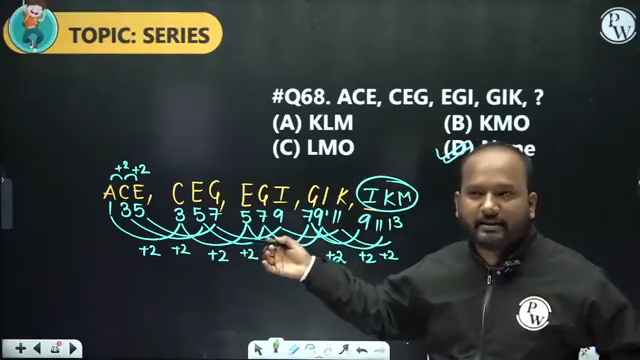 TOPIC: SERIES
PW
#Q68. ACE, CEG, EGI, GIK, ?
(A) KLM (B) KMO
(C) LMO (D) None
+2 +2
ACE, CEG, EGI, GIK, IKM
1 3 5 3 5 7 5 7 9 7 9 11 9 11 13
+2 +2 +2 +2 +2 +2 +2
PW